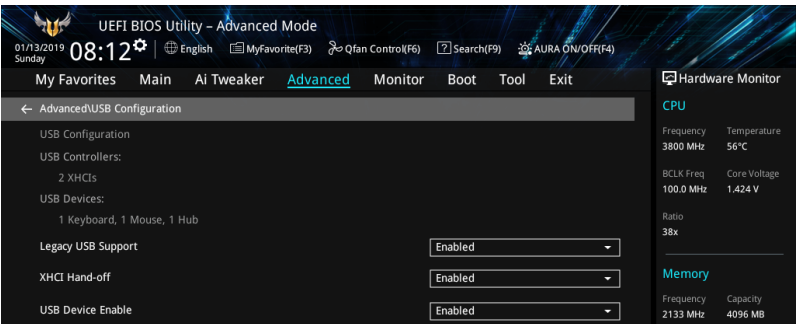 UEFI BIOS Utility – Advanced Mode
01/13/2019 Sunday 08:12 English MyFavorite(F3) Qfan Control(F6) ? Search(F9) AURA ON/OFF(F4)
My Favorites Main Ai Tweaker Advanced Monitor Boot Tool Exit
← Advanced\USB Configuration
USB Configuration
USB Controllers:
2 XHCIs
USB Devices:
1 Keyboard, 1 Mouse, 1 Hub
Legacy USB Support Enabled
XHCI Hand-off Enabled
USB Device Enable Enabled
Hardware Monitor
CPU
Frequency Temperature
3800 MHz 56°C
BCLK Freq Core Voltage
100.0 MHz 1.424 V
Ratio
38x
Memory
Frequency Capacity
2133 MHz 4096 MB